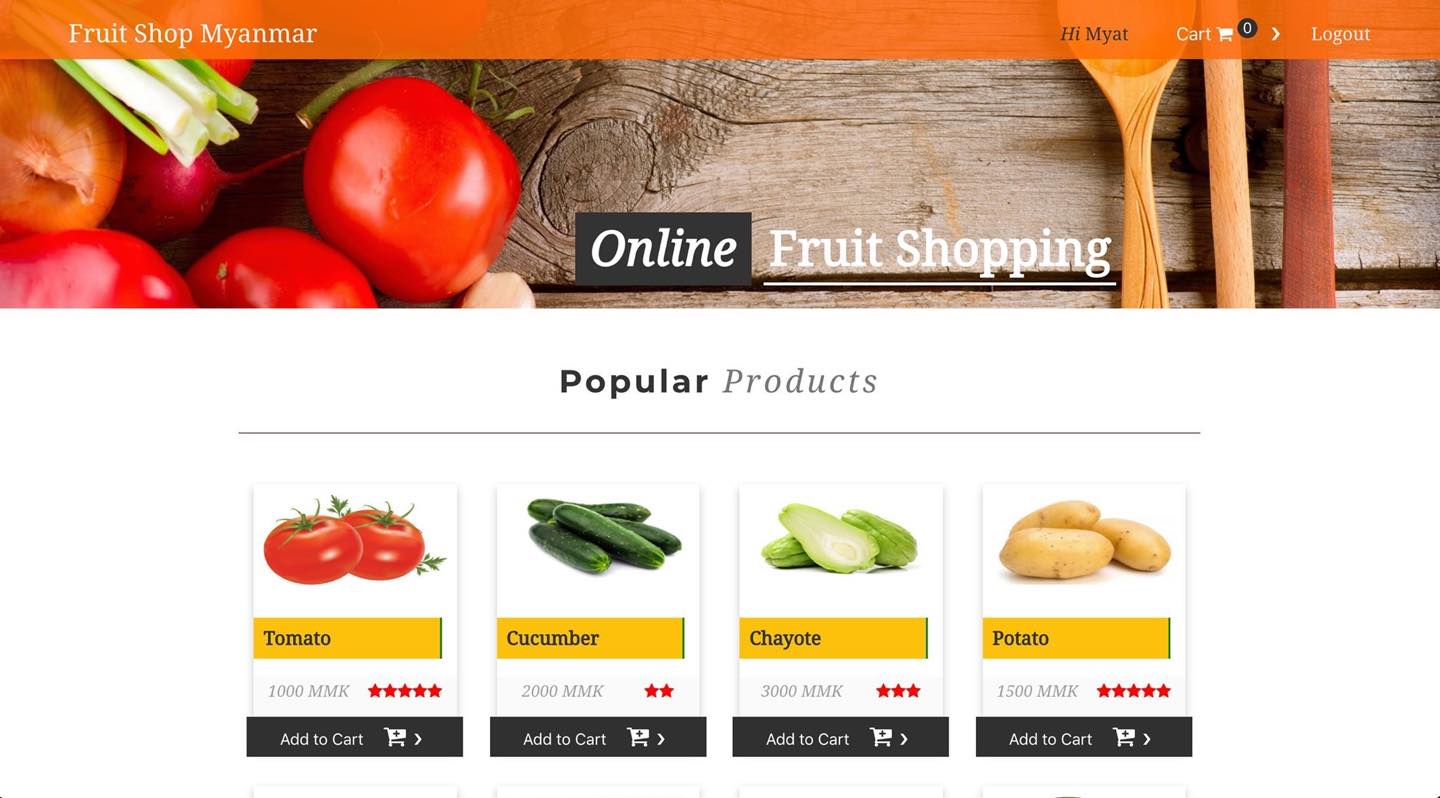 Fruit Shop Myanmar
Hi Myat
Cart 0 ❯
Logout
Online Fruit Shopping
Popular Products
Tomato
Cucumber
Chayote
Potato
1000 MMK
2000 MMK
3000 MMK
1500 MMK
Add to Cart ❯
Add to Cart ❯
Add to Cart ❯
Add to Cart ❯